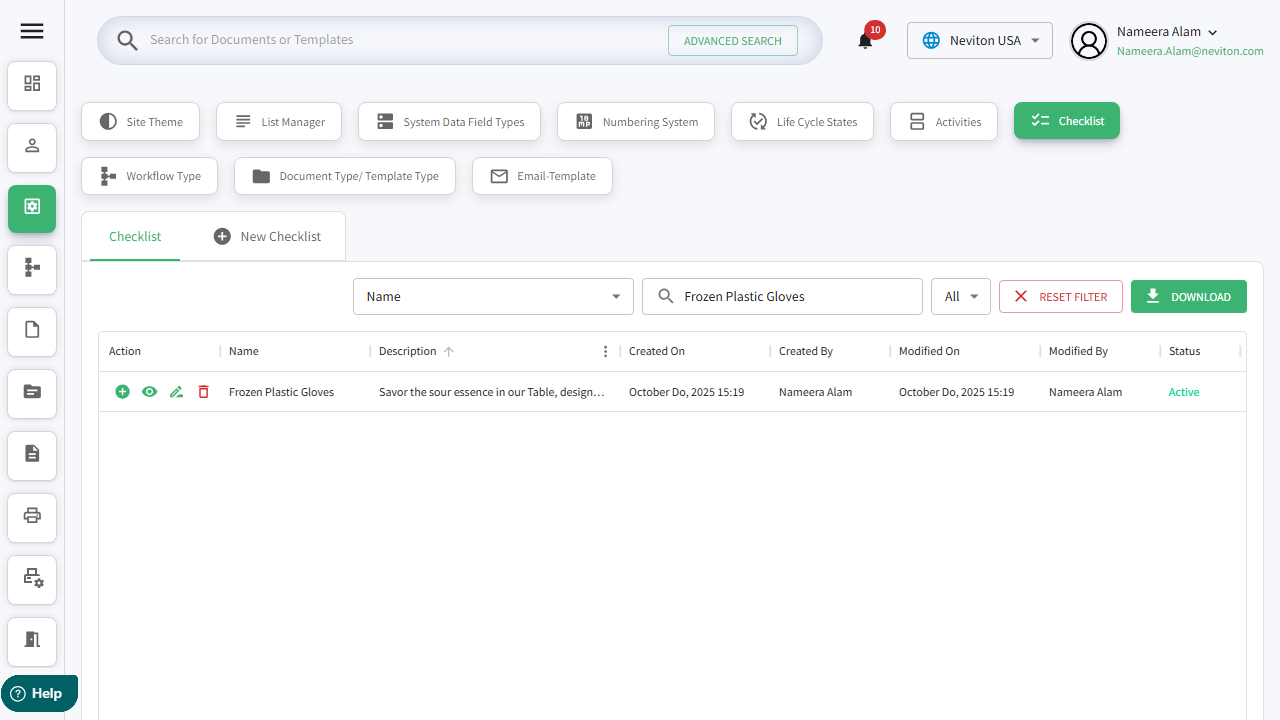 Search for Documents or Templates
ADVANCED SEARCH
10
Neviton USA
Nameera Alam
Nameera.Alam@neviton.com
Site Theme
List Manager
System Data Field Types
Numbering System
Life Cycle States
Activities
Checklist
Workflow Type
Document Type/ Template Type
Email-Template
Checklist
New Checklist
Name
Frozen Plastic Gloves
All
RESET FILTER
DOWNLOAD
Action Name Description Created On Created By Modified On Modified By Status
Frozen Plastic Gloves Savor the sour essence in our Table, design… October Do, 2025 15:19 Nameera Alam October Do, 2025 15:19 Nameera Alam Active
Help